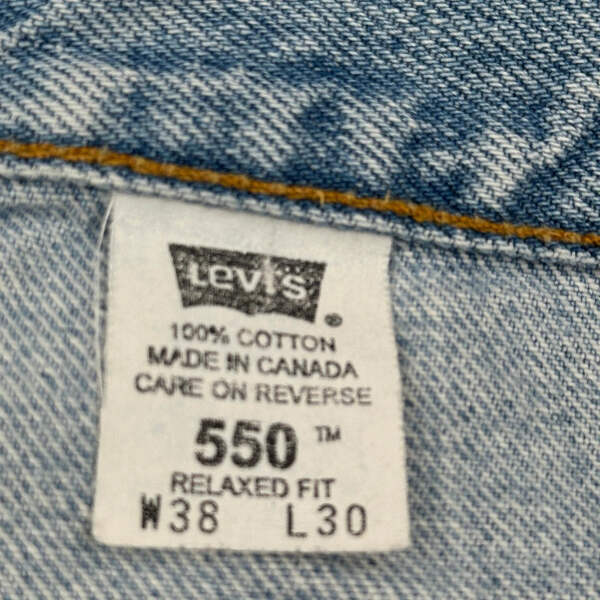 Levi's ®
100% COTTON
MADE IN CANADA
CARE ON REVERSE
550 ™
RELAXED FIT
W38 L30